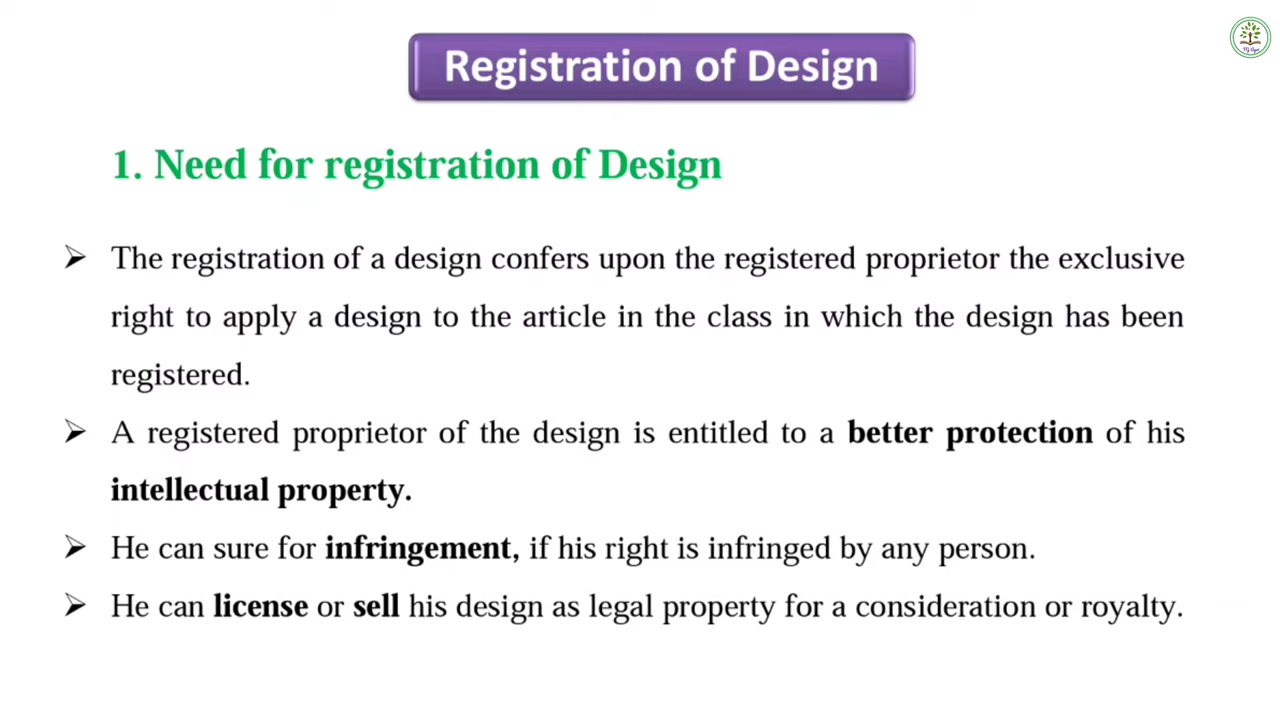 Registration of Design
1. Need for registration of Design
➢ The registration of a design confers upon the registered proprietor the exclusive
right to apply a design to the article in the class in which the design has been
registered.
➢ A registered proprietor of the design is entitled to a better protection of his
intellectual property.
➢ He can sure for infringement, if his right is infringed by any person.
➢ He can license or sell his design as legal property for a consideration or royalty.